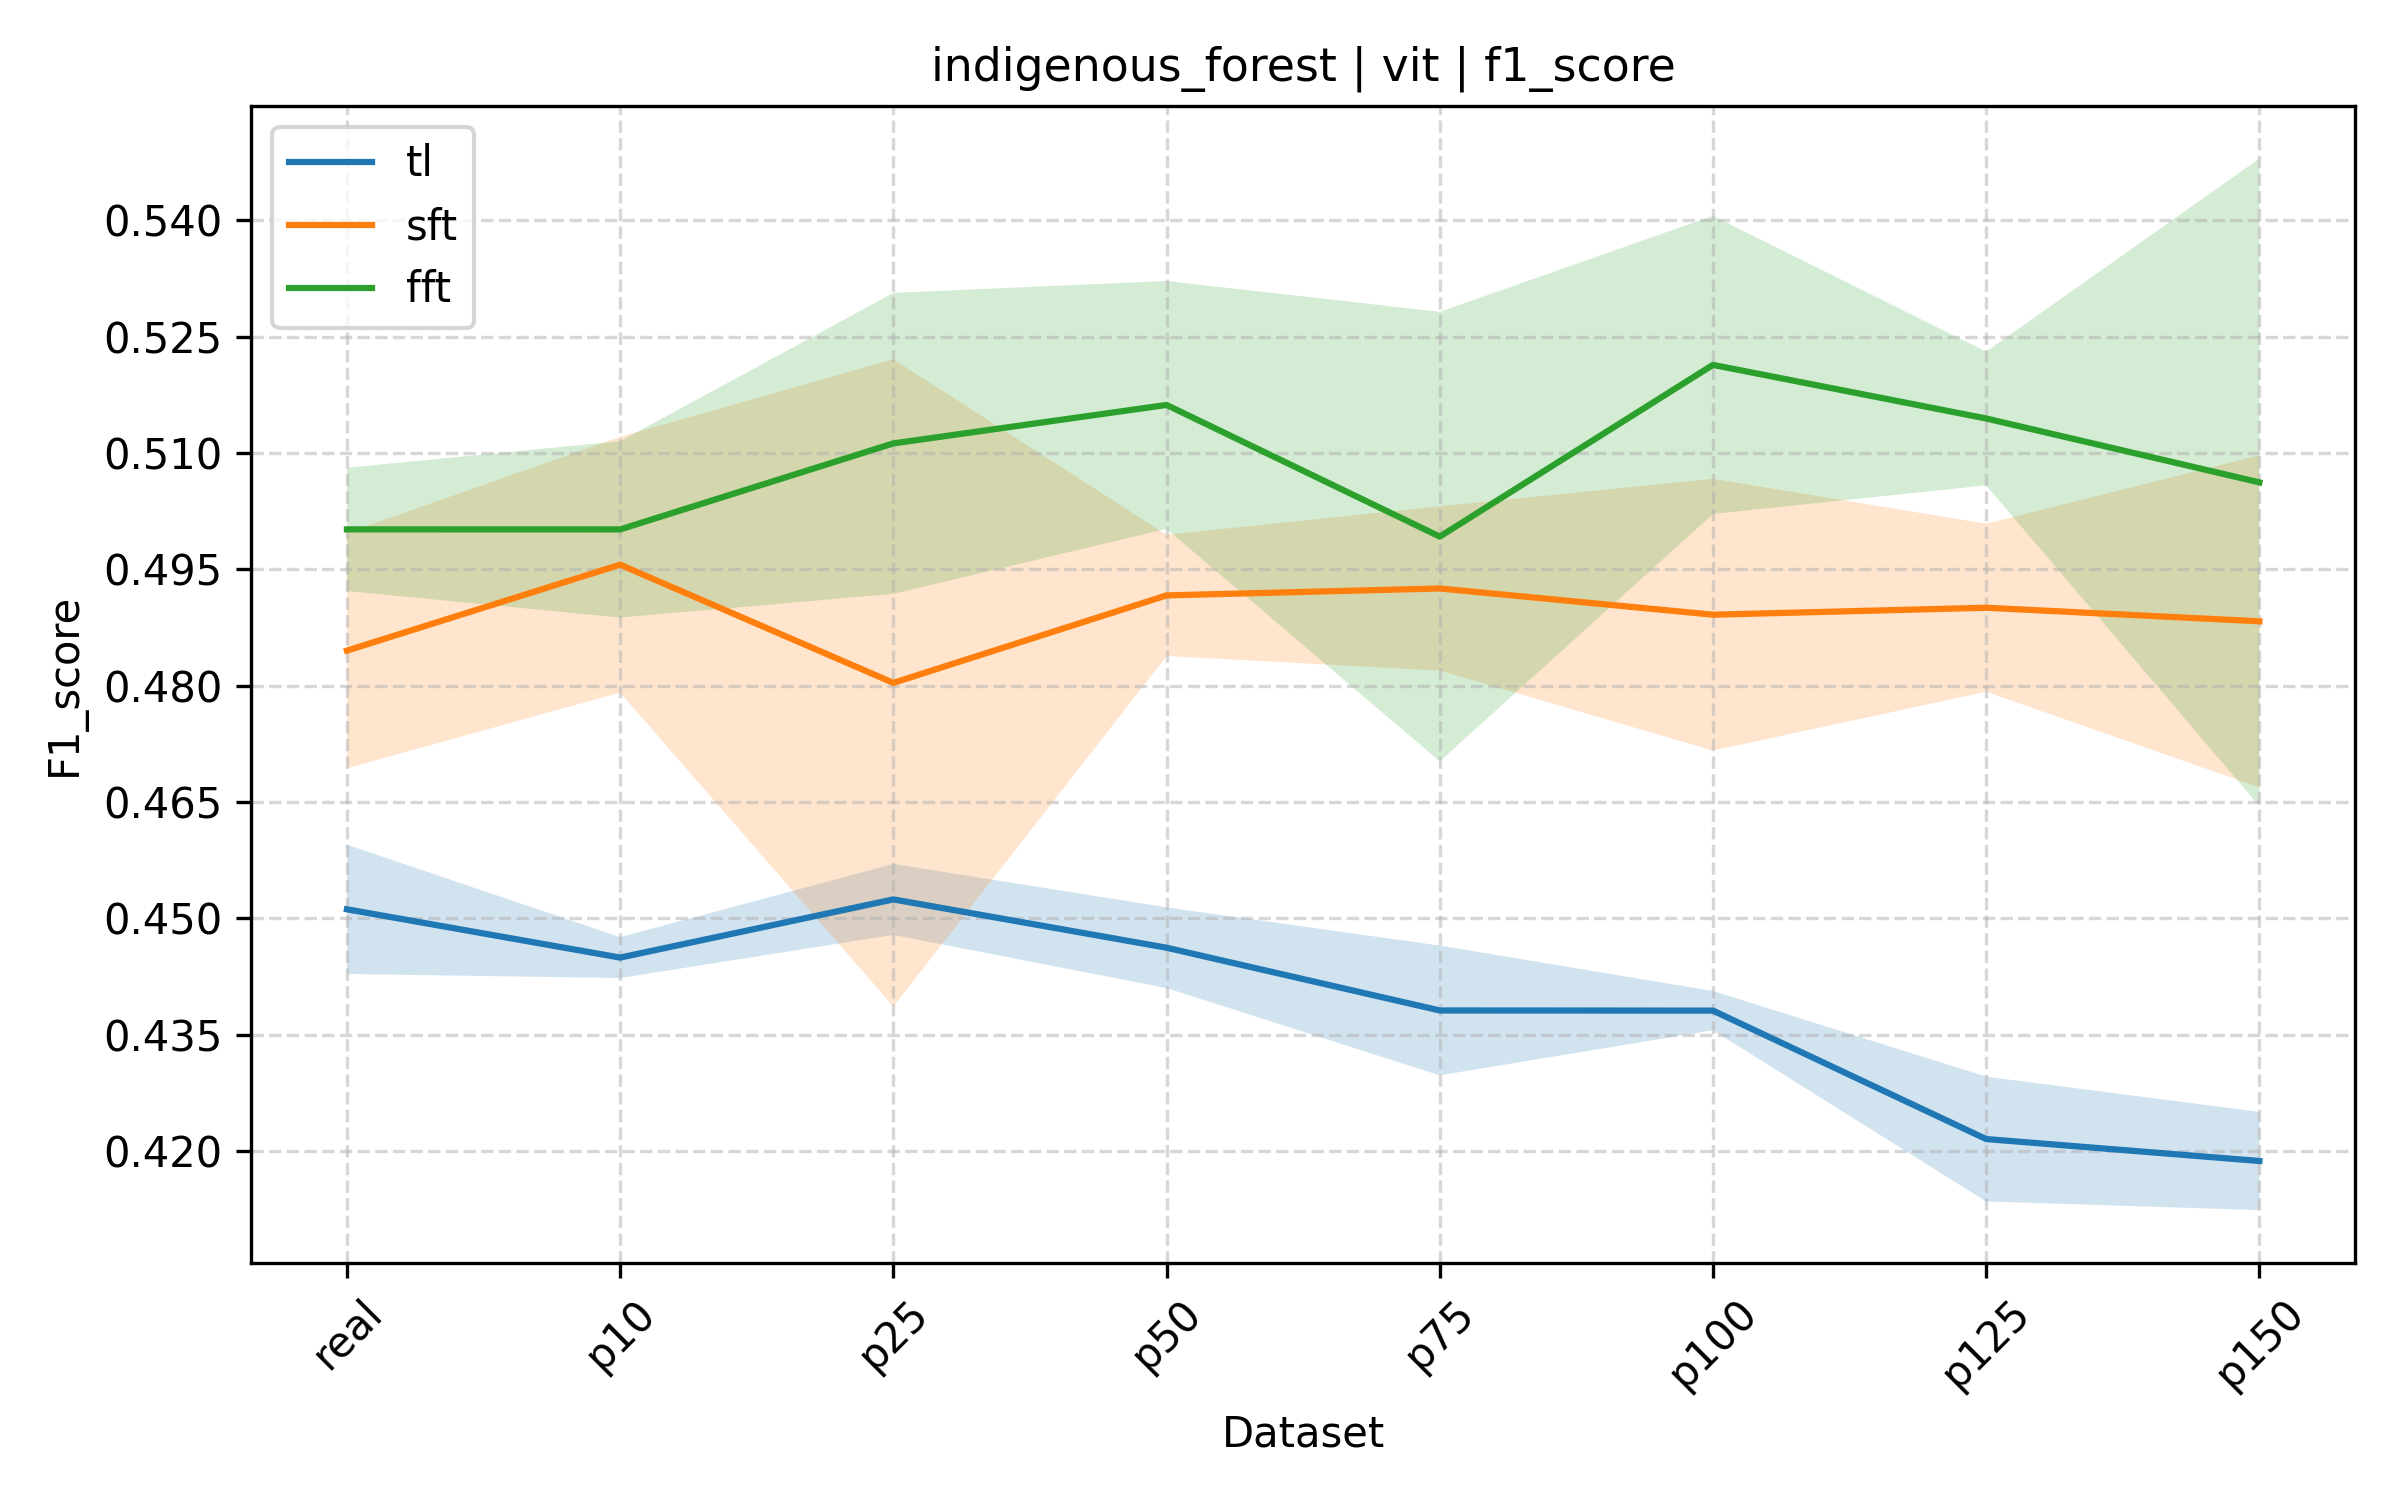 indigenous_forest | vit | f1_score
tl
sft
fft
0.540
0.525
0.510
0.495
0.480
0.465
0.450
0.435
0.420
F1_score
real
p10
p25
p50
p75
p100
p125
p150
Dataset